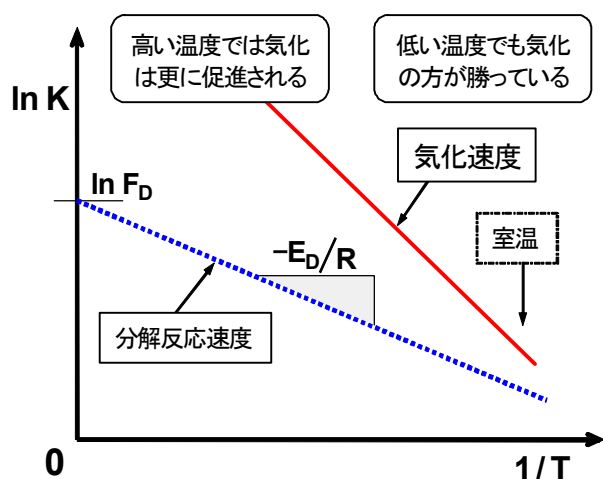 高い温度では気化
は更に促進される
低い温度でも気化
の方が勝っている
ln K
気化速度
ln F_D
室温
−E_D/R
分解反応速度
0
1/T